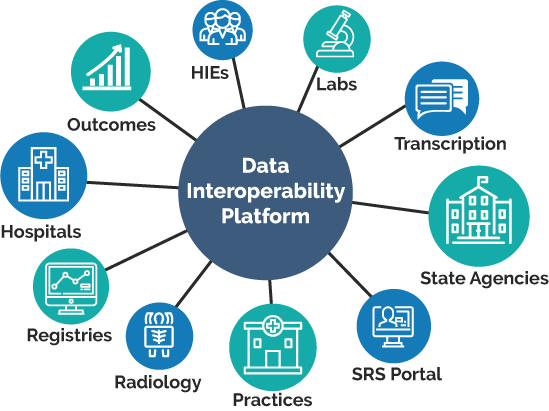 HIEs
Labs
Outcomes
Transcription
Data
Interoperability
Platform
Hospitals
State Agencies
Registries
Radiology
Practices
SRS Portal